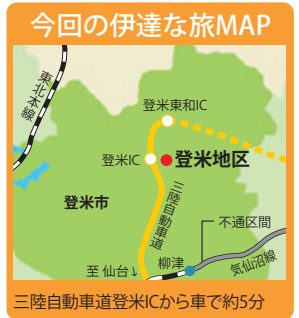 今回の伊達な旅MAP
東北本線
登米東和IC
登米IC
登米地区
三陸自動車道
登米市
不通区間
至 仙台
柳津
気仙沼線
三陸自動車道登米ICから車で約5分